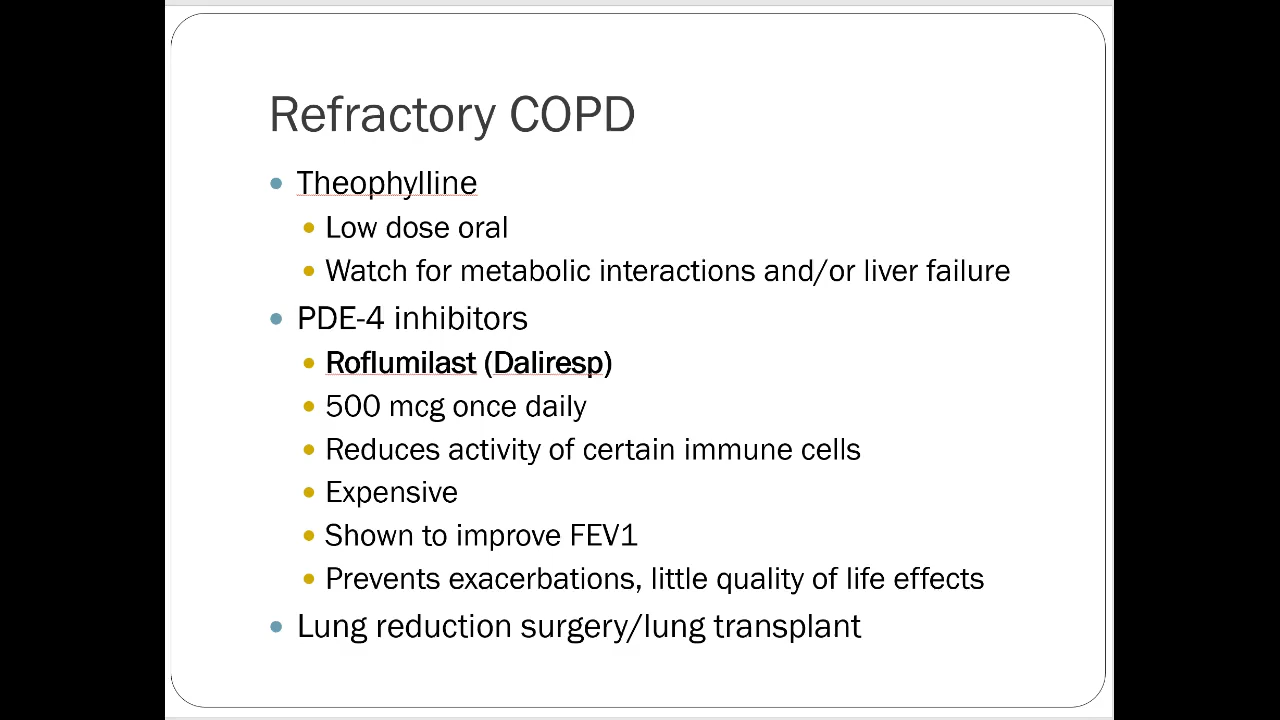 Refractory COPD
Theophylline
Low dose oral
Watch for metabolic interactions and/or liver failure
PDE-4 inhibitors
Roflumilast (Daliresp)
500 mcg once daily
Reduces activity of certain immune cells
Expensive
Shown to improve FEV1
Prevents exacerbations, little quality of life effects
Lung reduction surgery/lung transplant